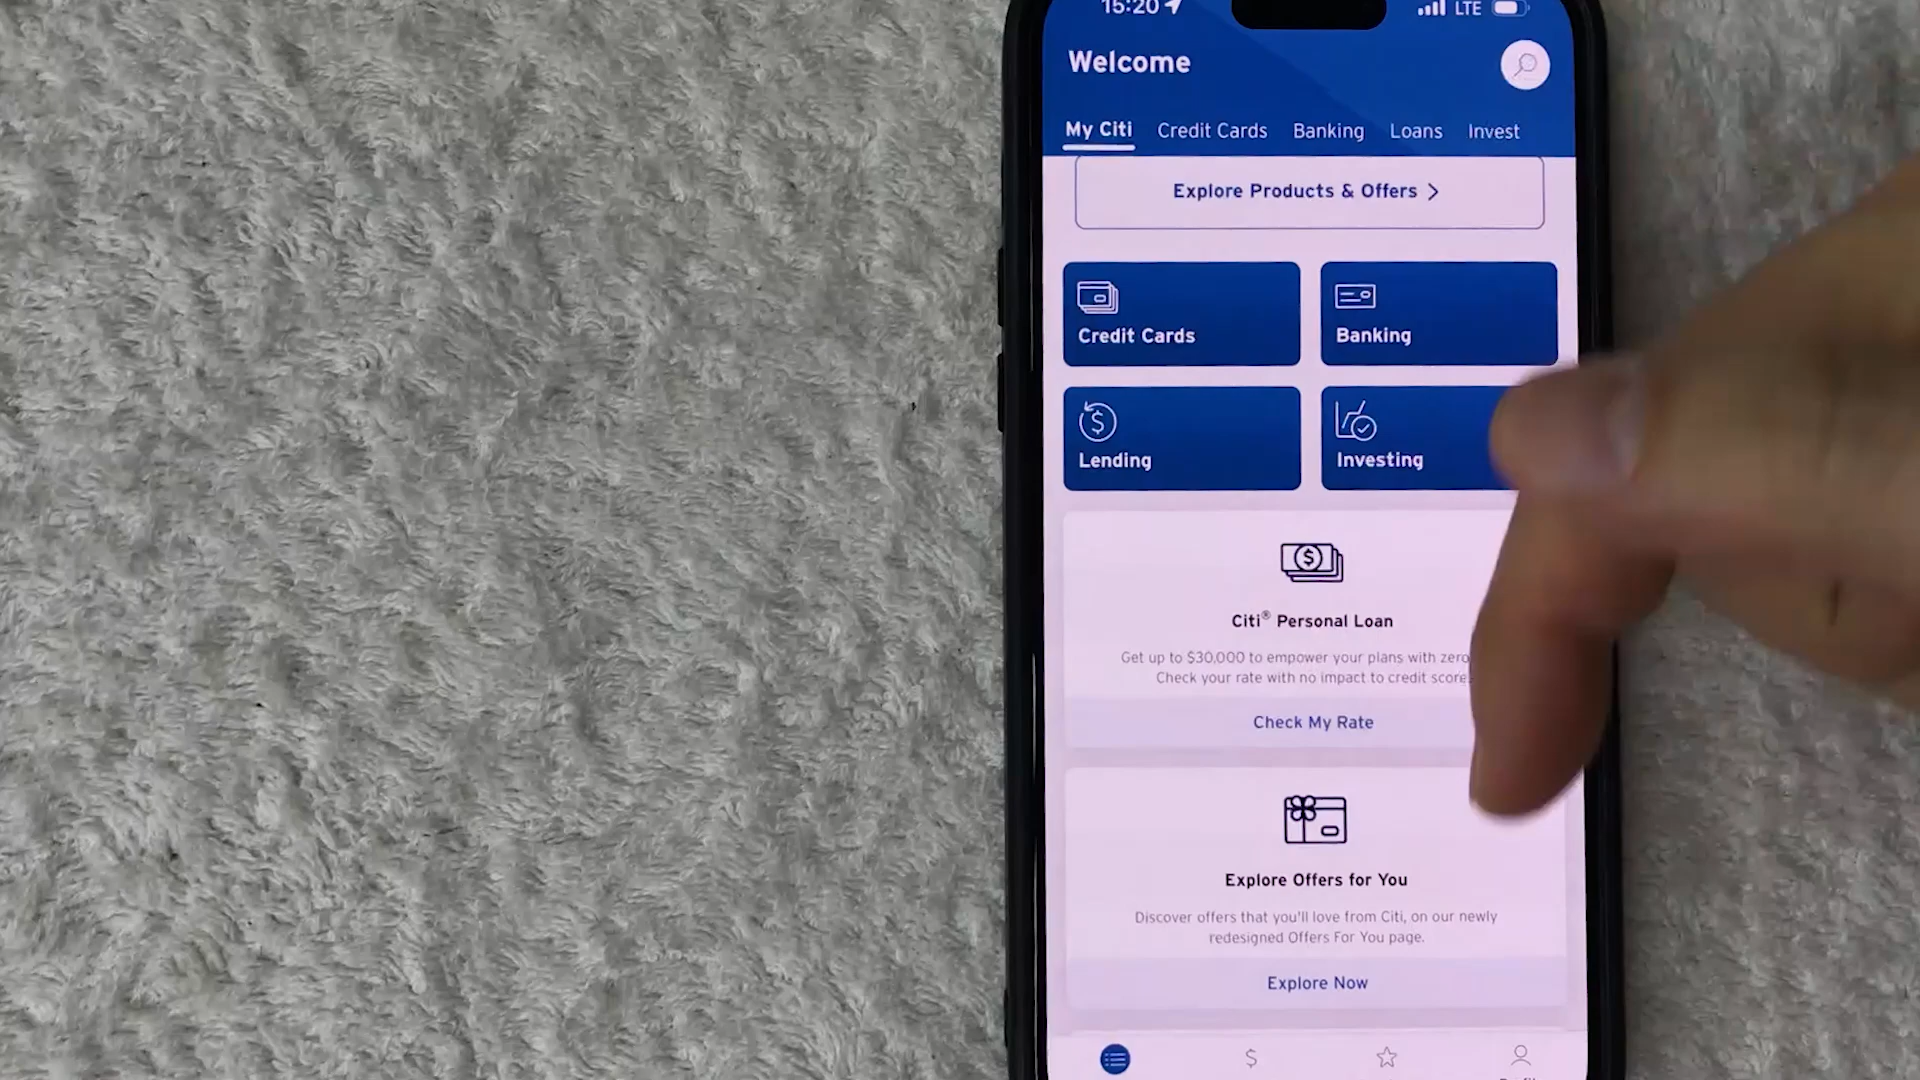 15:20 LTE
Welcome
My Citi Credit Cards Banking Loans Invest
Explore Products & Offers >
Credit Cards
Banking
Lending
Investing
Citi® Personal Loan
Get up to $30,000 to empower your plans with zero
Check your rate with no impact to credit score
Check My Rate
Explore Offers for You
Discover offers that you'll love from Citi, on our newly
redesigned Offers For You page.
Explore Now